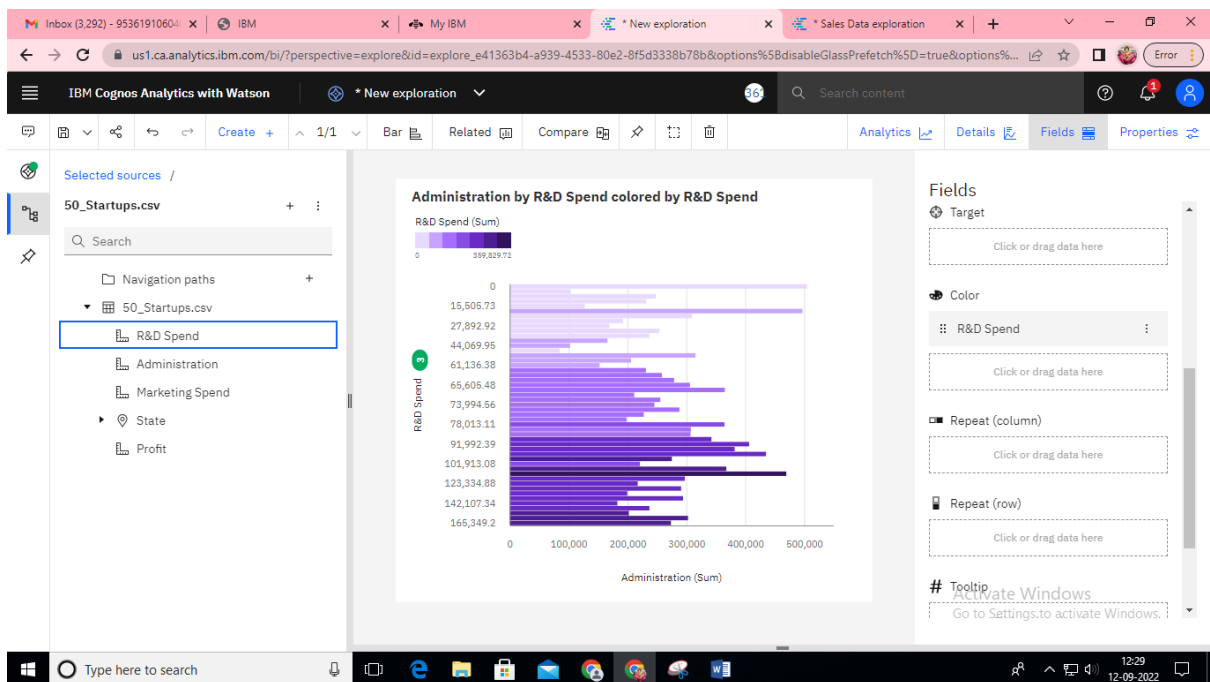 Inbox (3,292) - 9536191060
IBM
My IBM
* New exploration
* Sales Data exploration
us1.ca.analytics.ibm.com/bi/?perspective=explore&id=explore_e41363b4-a939-4533-80e2-8f5d3338b78b&options%5BdisableGlassPrefetch%5D=true&options%...
Error
IBM Cognos Analytics with Watson
* New exploration
Search content
1
Create +
1/1
Bar
Related
Compare
Analytics
Details
Fields
Properties
Selected sources /
50_Startups.csv
Search
Navigation paths
50_Startups.csv
R&D Spend
Administration
Marketing Spend
State
Profit
Administration by R&D Spend colored by R&D Spend
R&D Spend (Sum)
0
359,829.72
0
15,505.73
27,892.92
44,069.95
61,136.38
65,605.48
73,994.56
78,013.11
91,992.39
101,913.08
123,334.88
142,107.34
165,349.2
3
R&D Spend
0 100,000 200,000 300,000 400,000 500,000
Administration (Sum)
Fields
Target
Click or drag data here
Color
R&D Spend
Click or drag data here
Repeat (column)
Click or drag data here
Repeat (row)
Click or drag data here
Tooltip
Activate Windows
Go to Settings to activate Windows.
Type here to search
12:29
12-09-2022